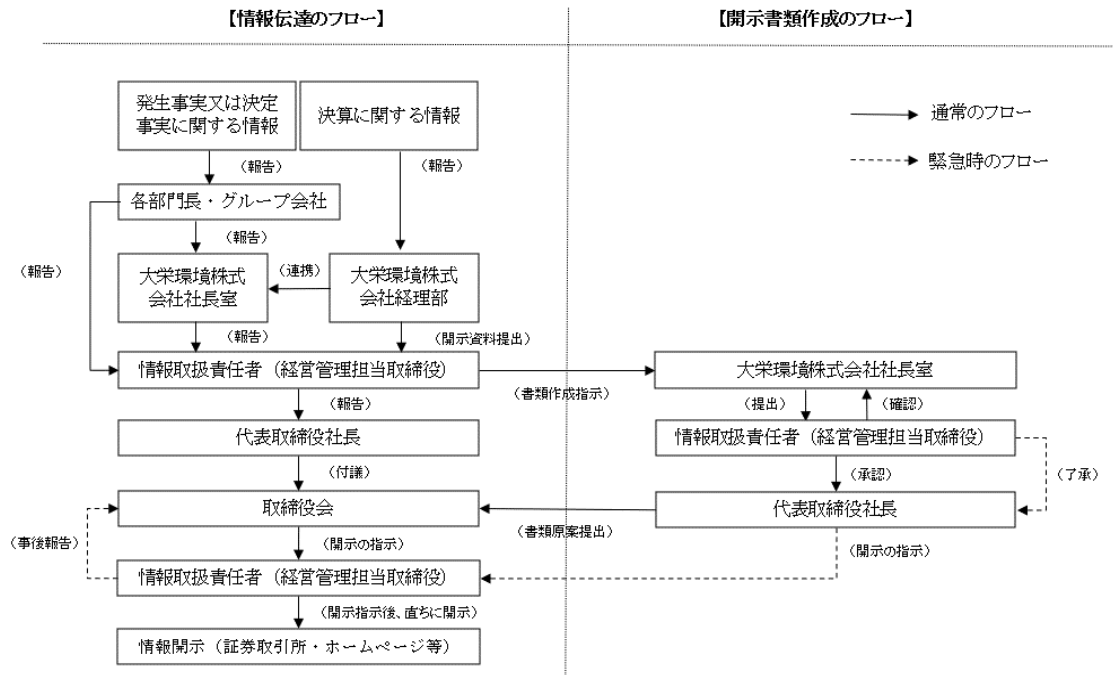 【情報伝達のフロー】
【開示書類作成のフロー】
発生事実又は決定
事実に関する情報
決算に関する情報
通常のフロー
緊急時のフロー
（報告）
（報告）
各部門長・グループ会社
（報告）
（報告）
大栄環境株式
会社社長室
（連携）
大栄環境株式
会社経理部
（報告）
（開示資料提出）
情報取扱責任者（経営管理担当取締役）
（書類作成指示）
大栄環境株式会社社長室
（報告）
（提出）
（確認）
代表取締役社長
情報取扱責任者（経営管理担当取締役）
（付議）
（承認）
（了承）
取締役会
（書類原案提出）
代表取締役社長
（事後報告）
（開示の指示）
（開示の指示）
情報取扱責任者（経営管理担当取締役）
（開示指示後、直ちに開示）
情報開示（証券取引所・ホームページ等）